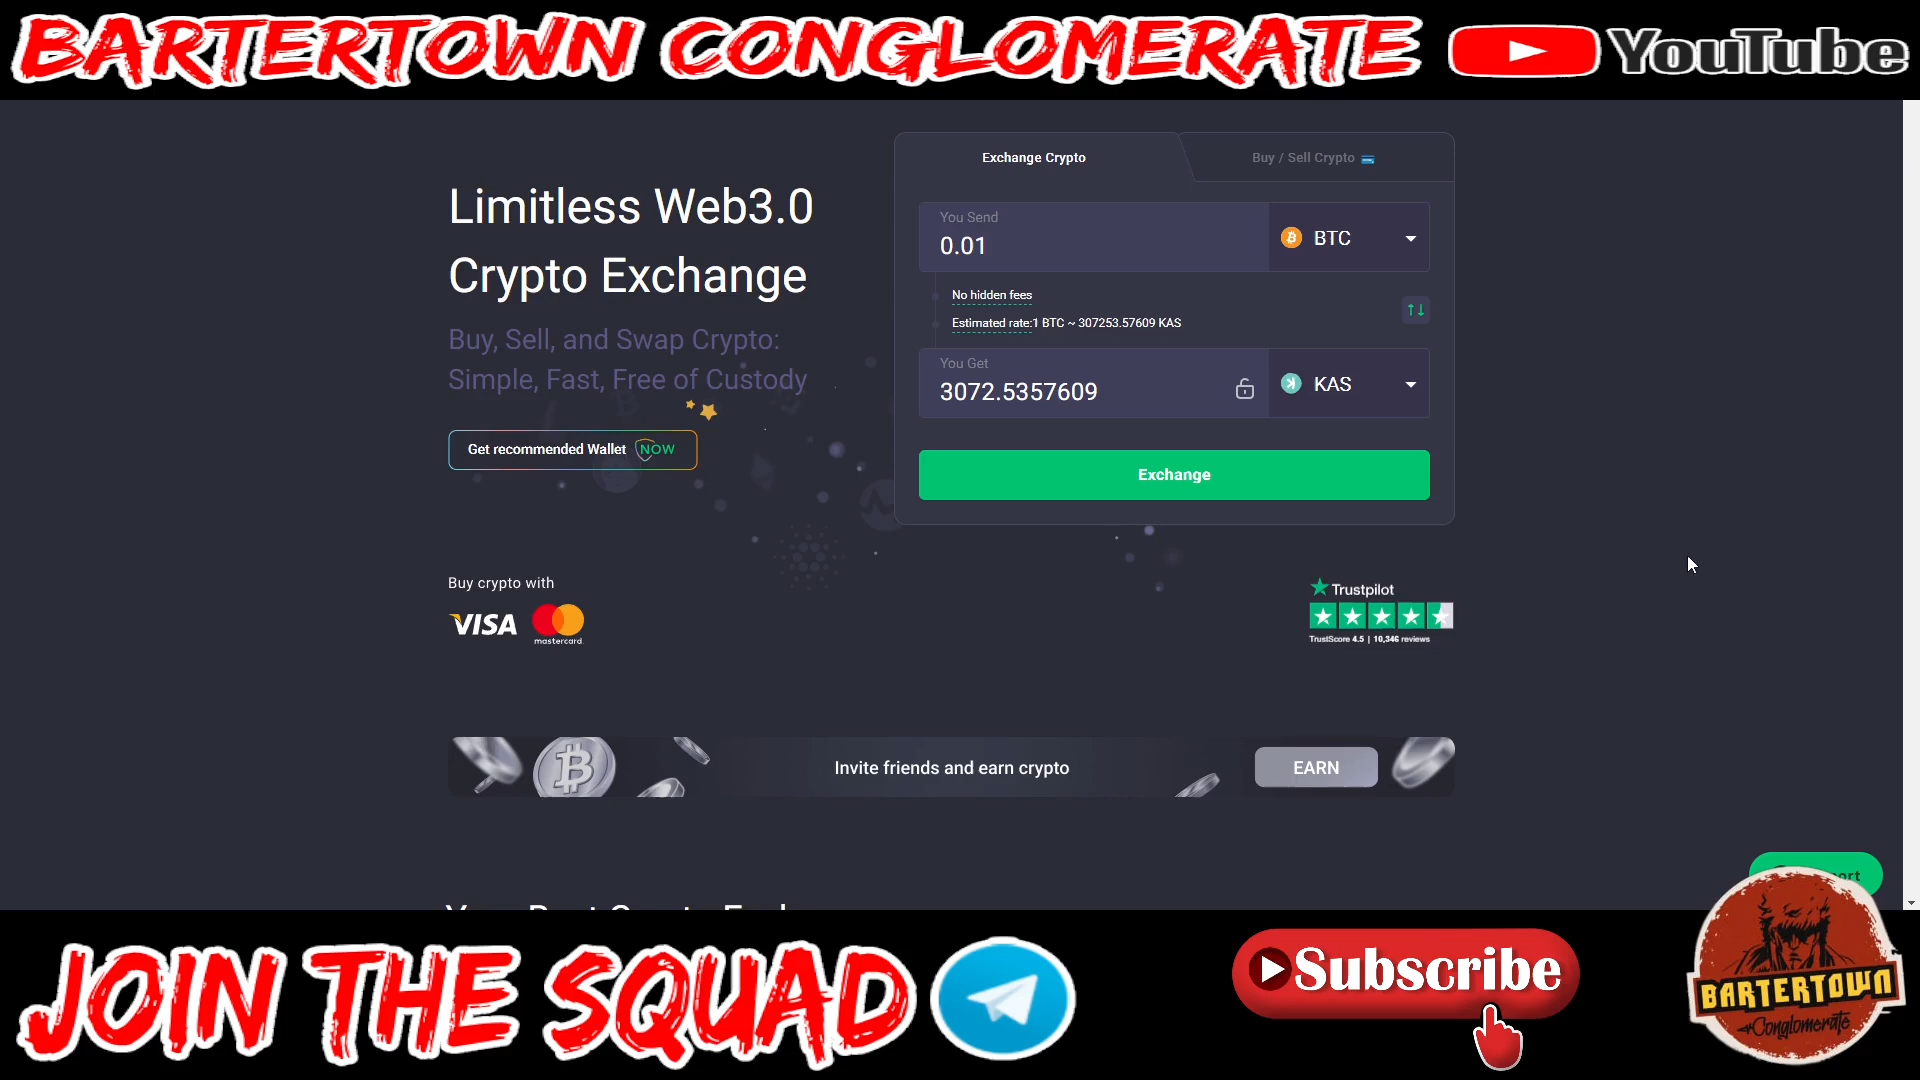 BARTERTOWN CONGLOMERATE YouTube
Exchange Crypto
Buy / Sell Crypto
Limitless Web3.0
Crypto Exchange
Buy, Sell, and Swap Crypto:
Simple, Fast, Free of Custody
Get recommended Wallet NOW
You Send
0.01
BTC
No hidden fees
Estimated rate:1 BTC ~ 307253.57609 KAS
You Get
3072.5357609
KAS
Exchange
Buy crypto with
VISA
mastercard
Trustpilot
TrustScore 4.5 | 10,346 reviews
Invite friends and earn crypto
EARN
JOIN THE SQUAD
Subscribe
BARTERTOWN
Conglomerate